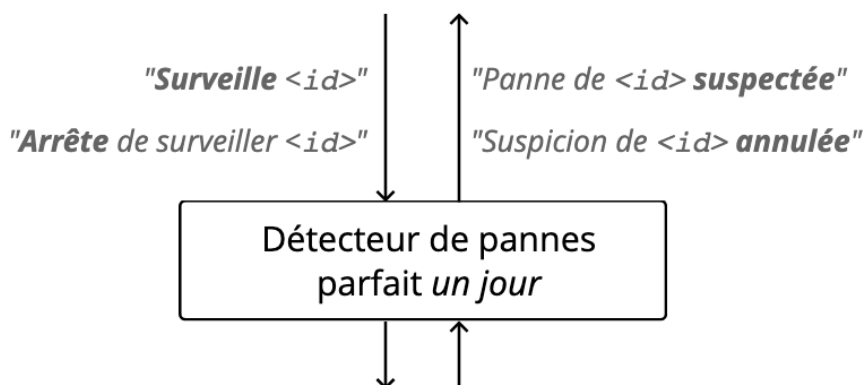 "Surveille <id>"
"Arrête de surveiller <id>"
"Panne de <id> suspectée"
"Suspicion de <id> annulée"
Détecteur de pannes
parfait un jour